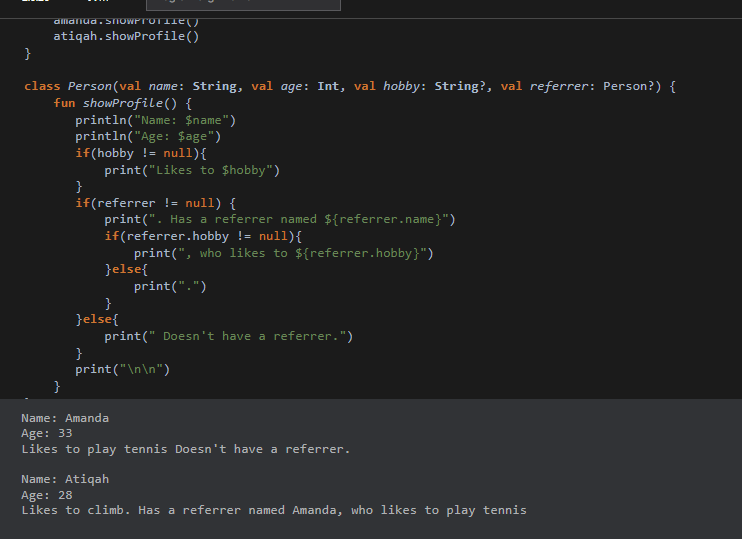 amanda.showProfile()
atiqah.showProfile()
}
class Person(val name: String, val age: Int, val hobby: String?, val referrer: Person?) {
fun showProfile() {
println("Name: $name")
println("Age: $age")
if(hobby != null){
print("Likes to $hobby")
}
if(referrer != null) {
print(". Has a referrer named ${referrer.name}")
if(referrer.hobby != null){
print(", who likes to ${referrer.hobby}")
}else{
print(".")
}
}else{
print(" Doesn't have a referrer.")
}
print("\n\n")
}
Name: Amanda
Age: 33
Likes to play tennis Doesn't have a referrer.
Name: Atiqah
Age: 28
Likes to climb. Has a referrer named Amanda, who likes to play tennis